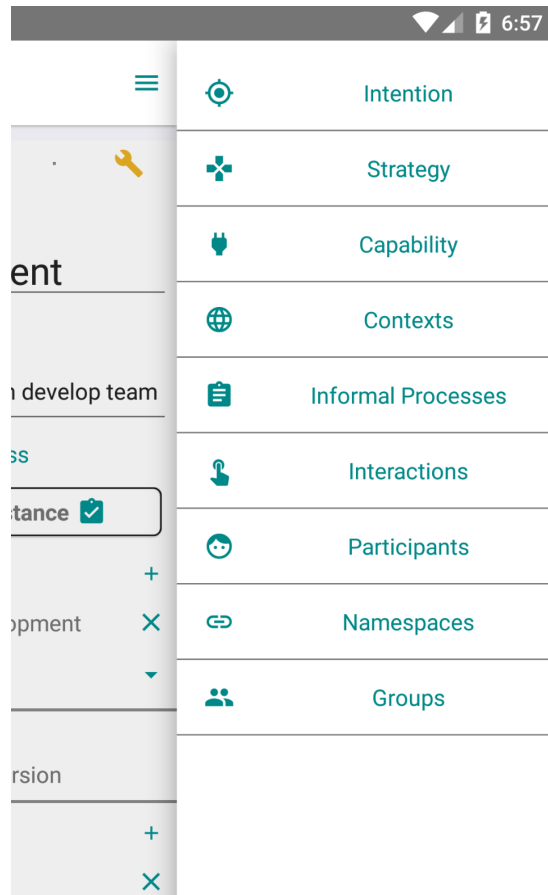 6:57
Intention
Strategy
Capability
ent
Contexts
n develop team
Informal Processes
ss
Interactions
stance
Participants
opment
Namespaces
Groups
rsion